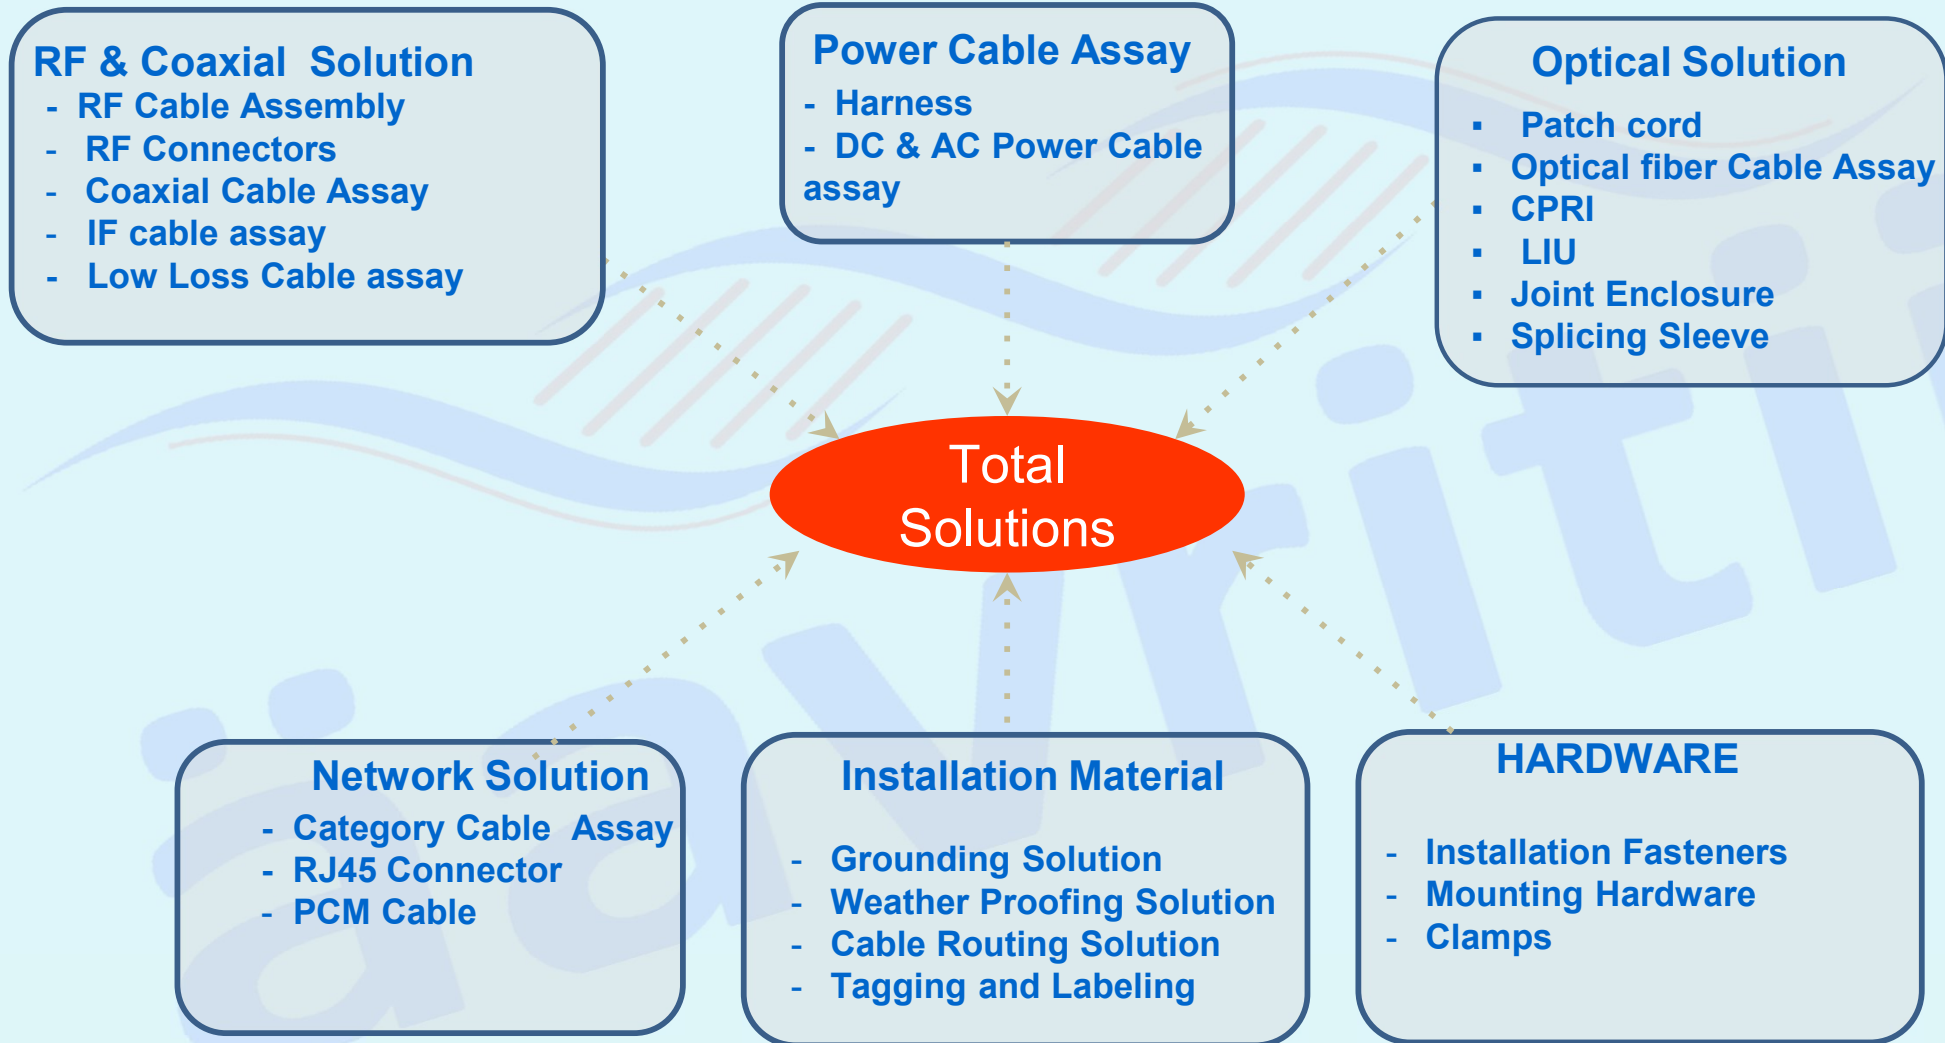 RF & Coaxial Solution
- RF Cable Assembly
- RF Connectors
- Coaxial Cable Assay
- IF cable assay
- Low Loss Cable assay
Power Cable Assay
- Harness
- DC & AC Power Cable
assay
Optical Solution
▪ Patch cord
▪ Optical fiber Cable Assay
▪ CPRI
▪ LIU
▪ Joint Enclosure
▪ Splicing Sleeve
Total
Solutions
Network Solution
- Category Cable Assay
- RJ45 Connector
- PCM Cable
Installation Material
- Grounding Solution
- Weather Proofing Solution
- Cable Routing Solution
- Tagging and Labeling
HARDWARE
- Installation Fasteners
- Mounting Hardware
- Clamps